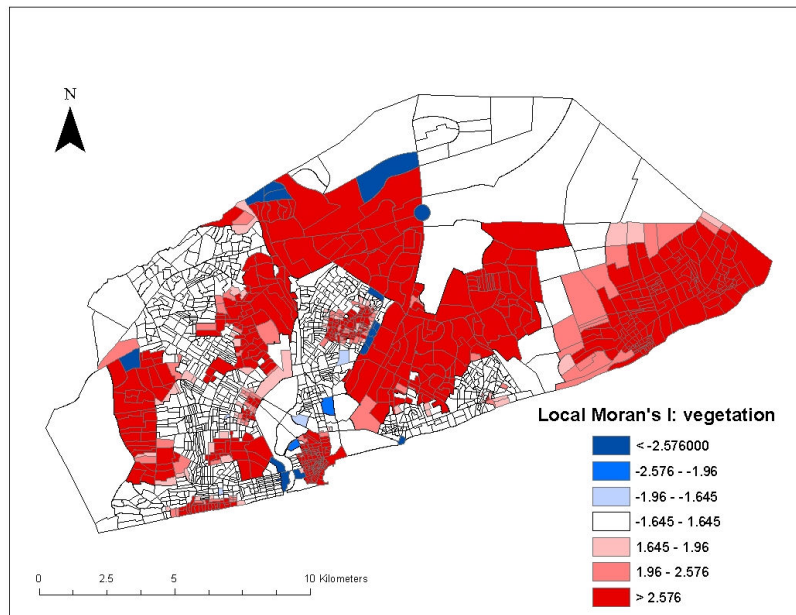 N
Local Moran's I: vegetation
< -2.576000
-2.576 - -1.96
-1.96 - -1.645
-1.645 - 1.645
1.645 - 1.96
1.96 - 2.576
> 2.576
0 2.5 5 10 Kilometers